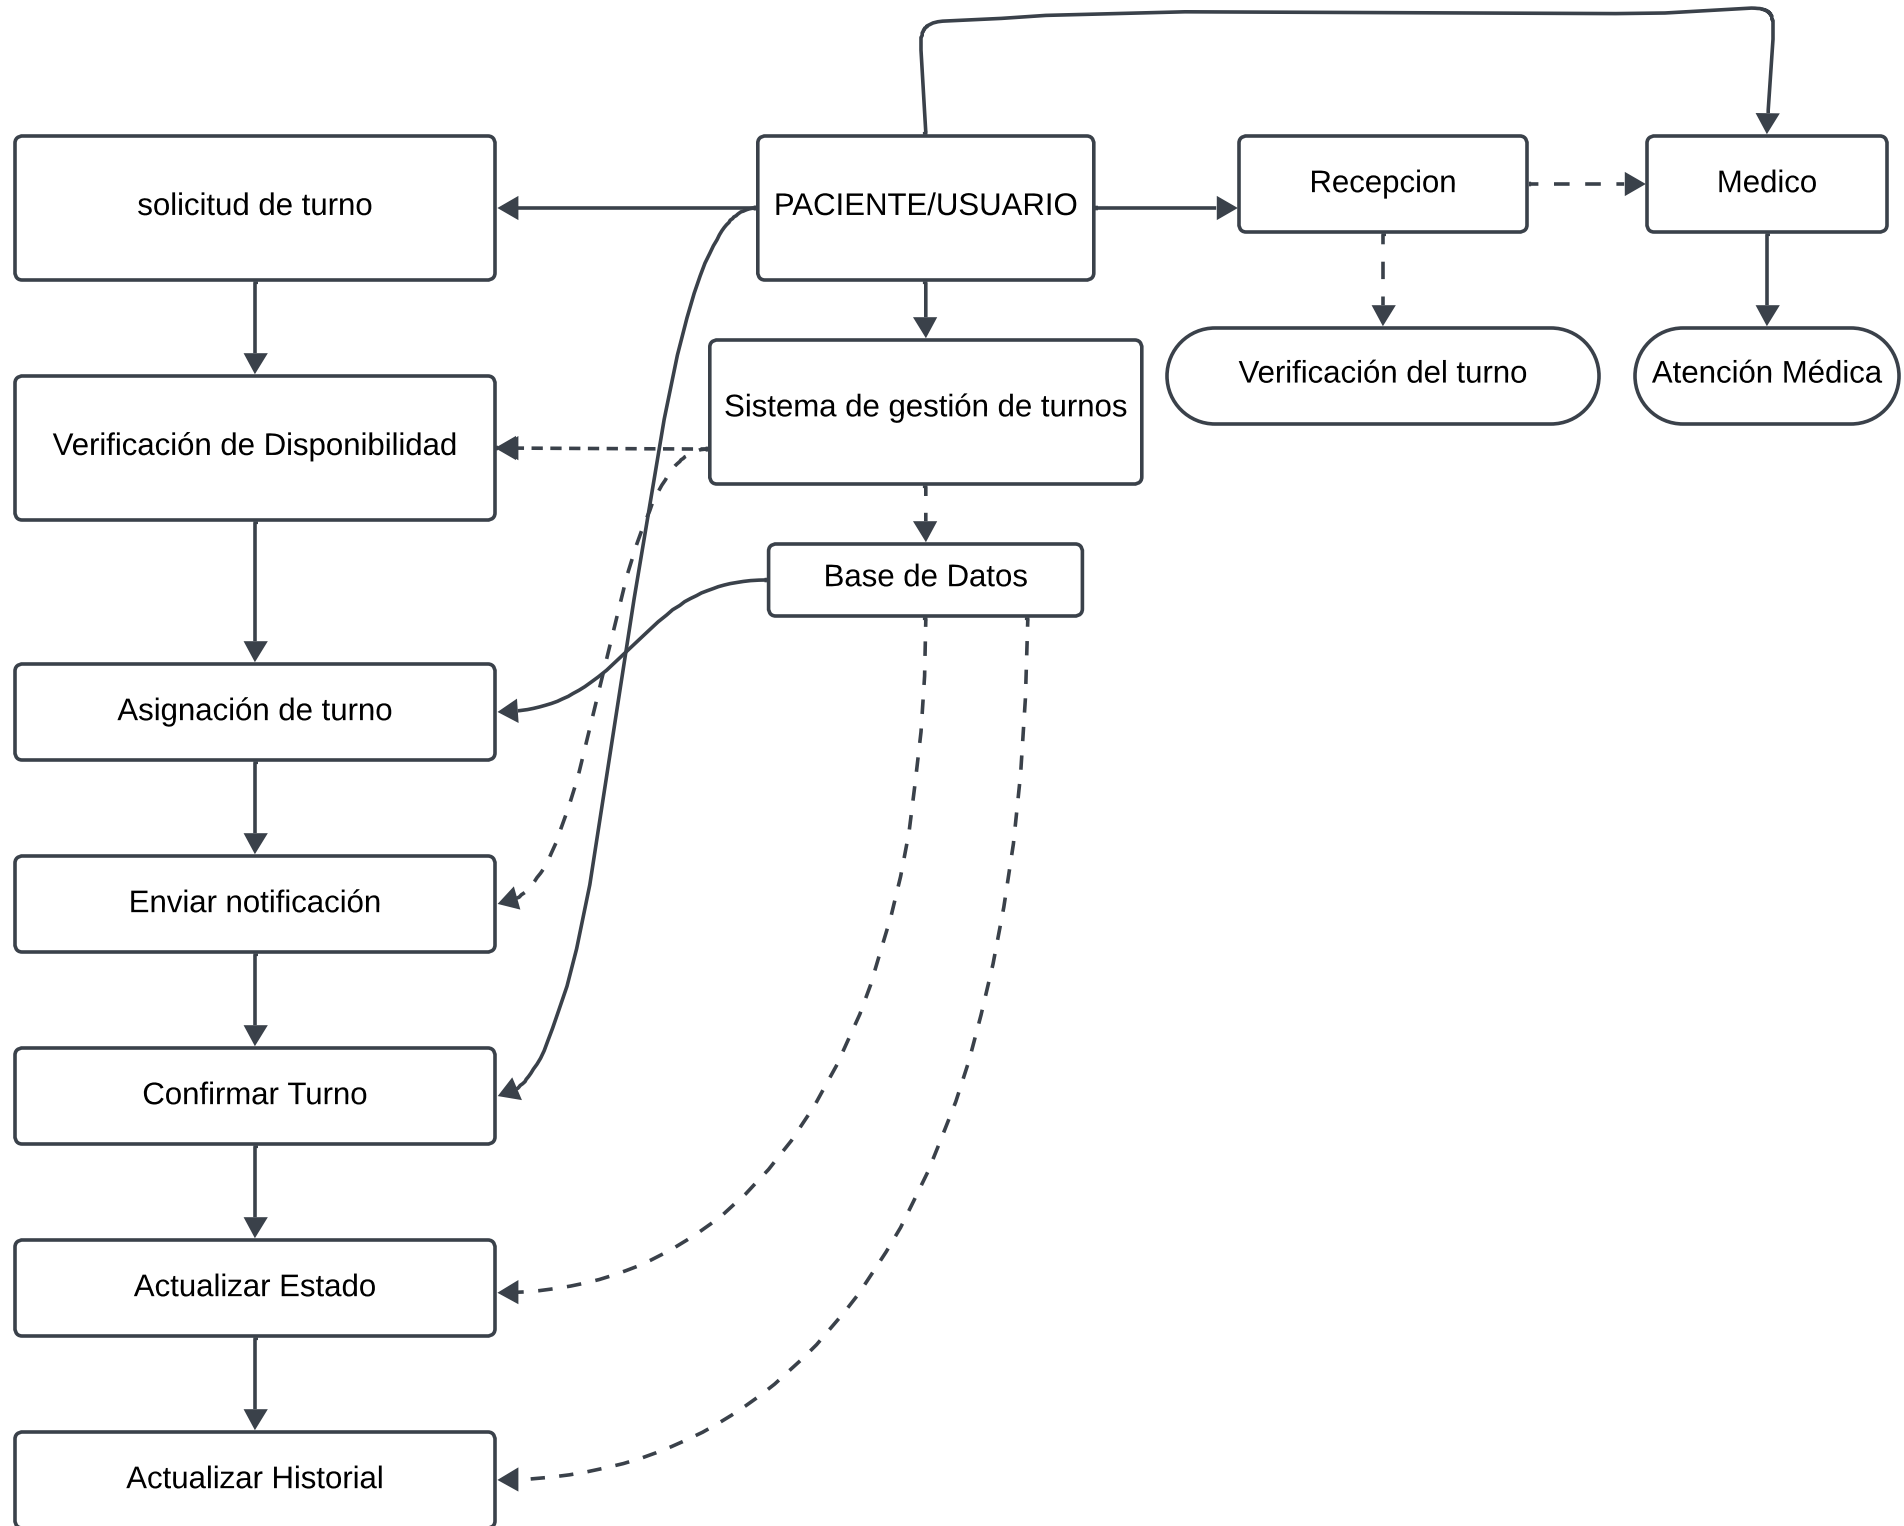 solicitud de turno
PACIENTE/USUARIO
Recepcion
Medico
Verificación de Disponibilidad
Sistema de gestión de turnos
Verificación del turno
Atención Médica
Base de Datos
Asignación de turno
Enviar notificación
Confirmar Turno
Actualizar Estado
Actualizar Historial